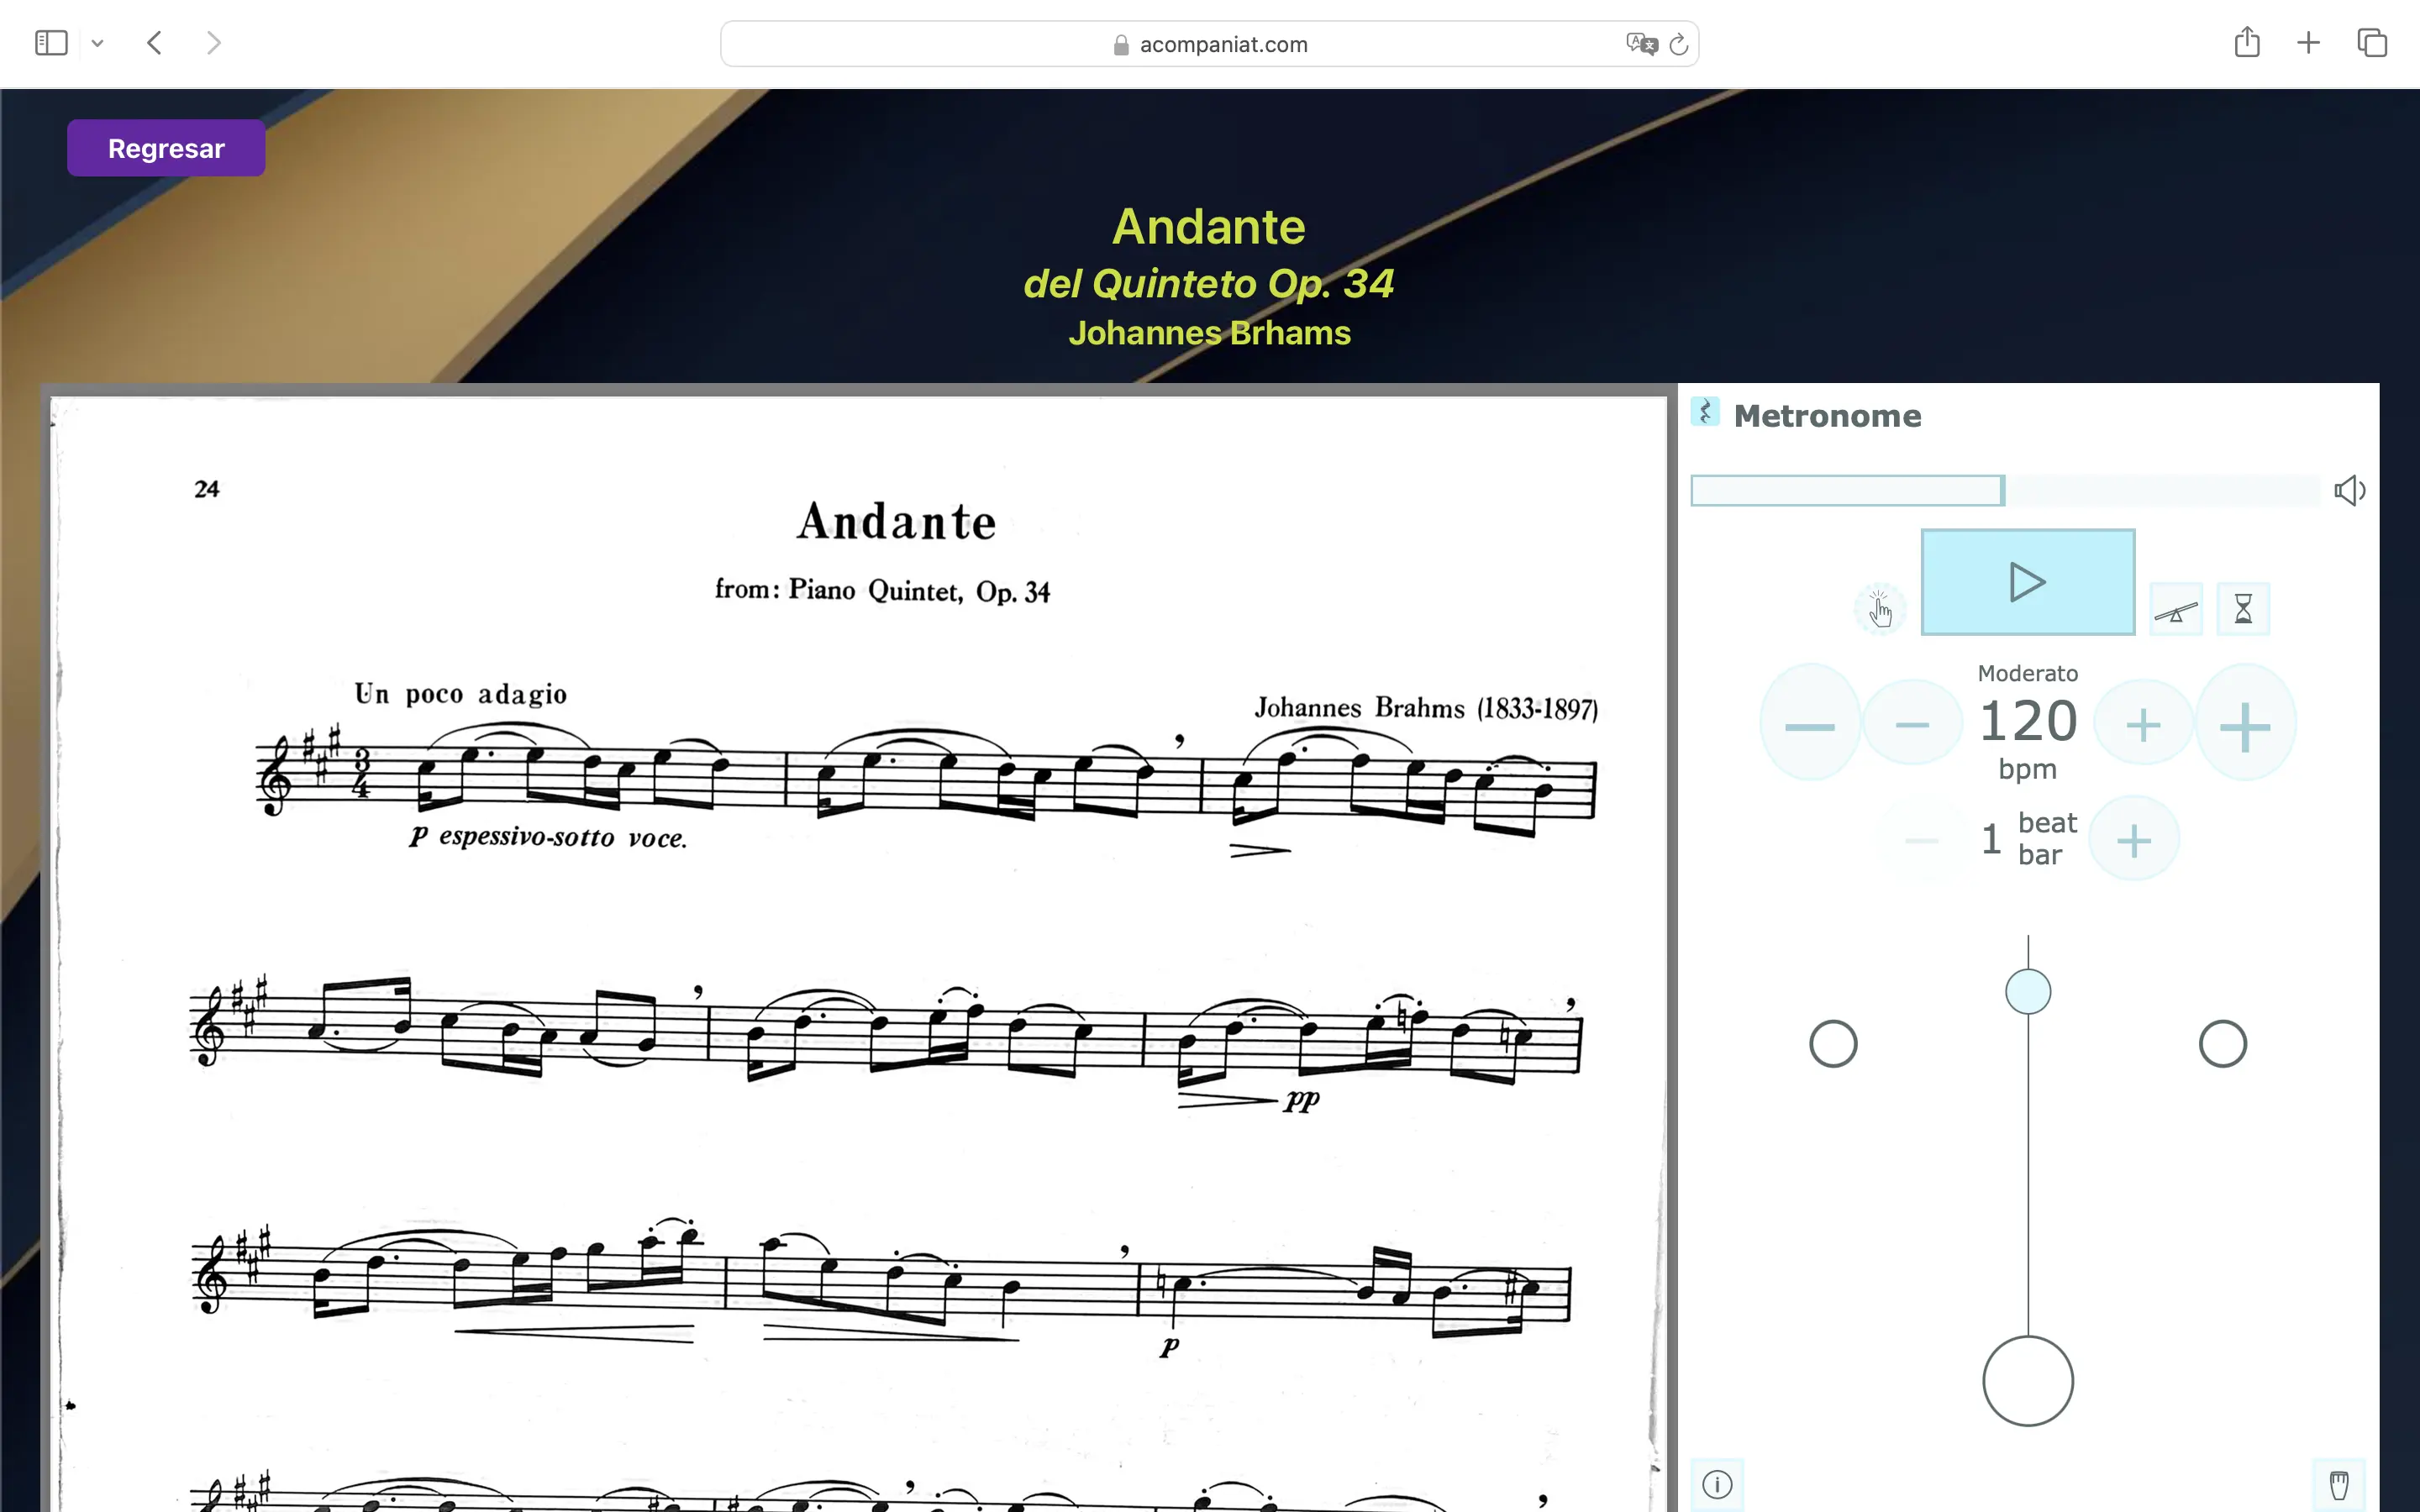 acompaniat.com
Regresar
Andante
del Quinteto Op. 34
Johannes Brhams
24
Andante
from: Piano Quintet, Op. 34
Un poco adagio
Johannes Brahms (1833-1897)
3
4
p espessivo-sotto voce.
pp
p
Metronome
Moderato
120
bpm
1 beat
bar